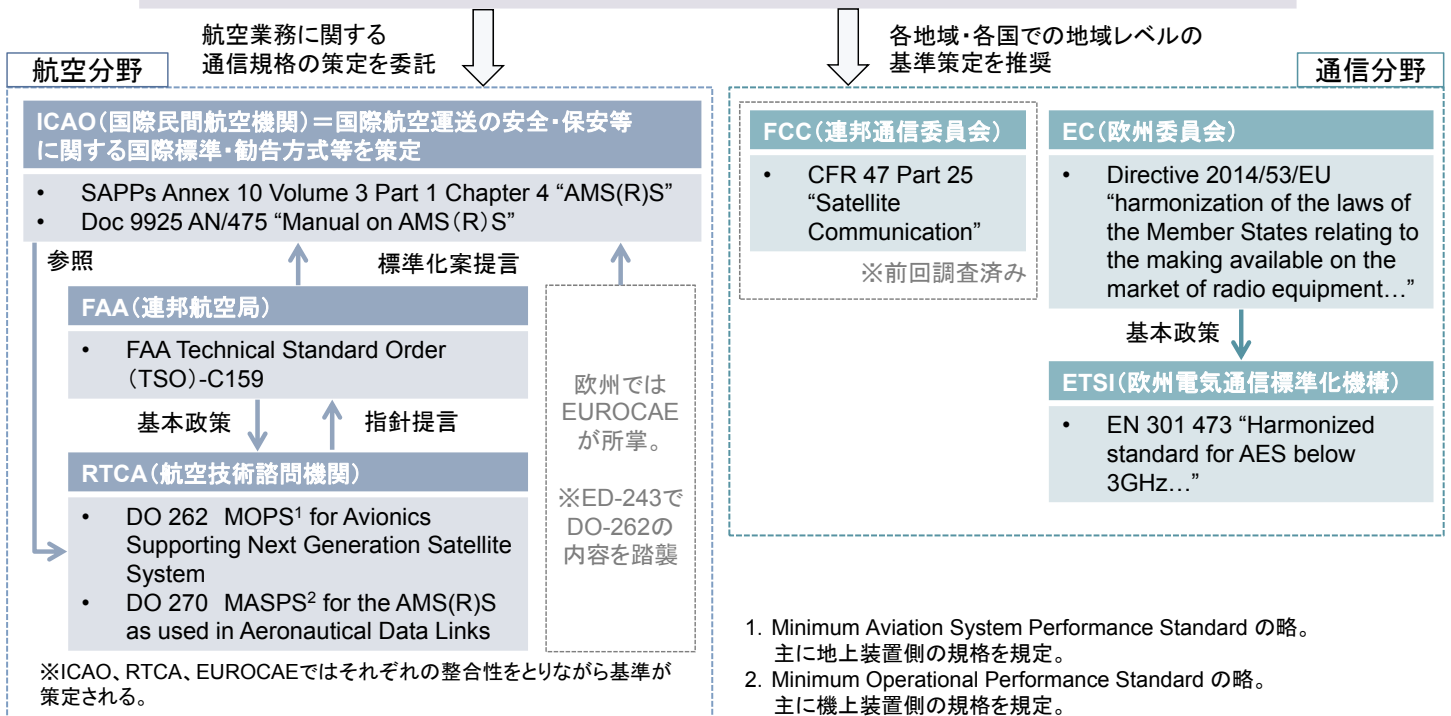 航空業務に関する
通信規格の策定を委託
各地域・各国での地域レベルの
基準策定を推奨
航空分野
通信分野
ICAO(国際民間航空機関)=国際航空運送の安全・保安等
に関する国際標準・勧告方式等を策定
• SAPPs Annex 10 Volume 3 Part 1 Chapter 4 “AMS(R)S”
• Doc 9925 AN/475 “Manual on AMS(R)S”
参照
標準化案提言
FAA(連邦航空局)
• FAA Technical Standard Order
(TSO)-C159
基本政策
指針提言
RTCA(航空技術諮問機関)
• DO 262 MOPS1 for Avionics
Supporting Next Generation Satellite
System
• DO 270 MASPS2 for the AMS(R)S
as used in Aeronautical Data Links
欧州では
EUROCAE
が所掌。
※ED-243で
DO-262の
内容を踏襲
※ICAO、RTCA、EUROCAEではそれぞれの整合性をとりながら基準が
策定される。
FCC(連邦通信委員会)
• CFR 47 Part 25
“Satellite
Communication”
※前回調査済み
EC(欧州委員会)
• Directive 2014/53/EU
“harmonization of the laws of
the Member States relating to
the making available on the
market of radio equipment…”
基本政策
ETSI(欧州電気通信標準化機構)
• EN 301 473 “Harmonized
standard for AES below
3GHz…”
1. Minimum Aviation System Performance Standard の略。
主に地上装置側の規格を規定。
2. Minimum Operational Performance Standard の略。
主に機上装置側の規格を規定。